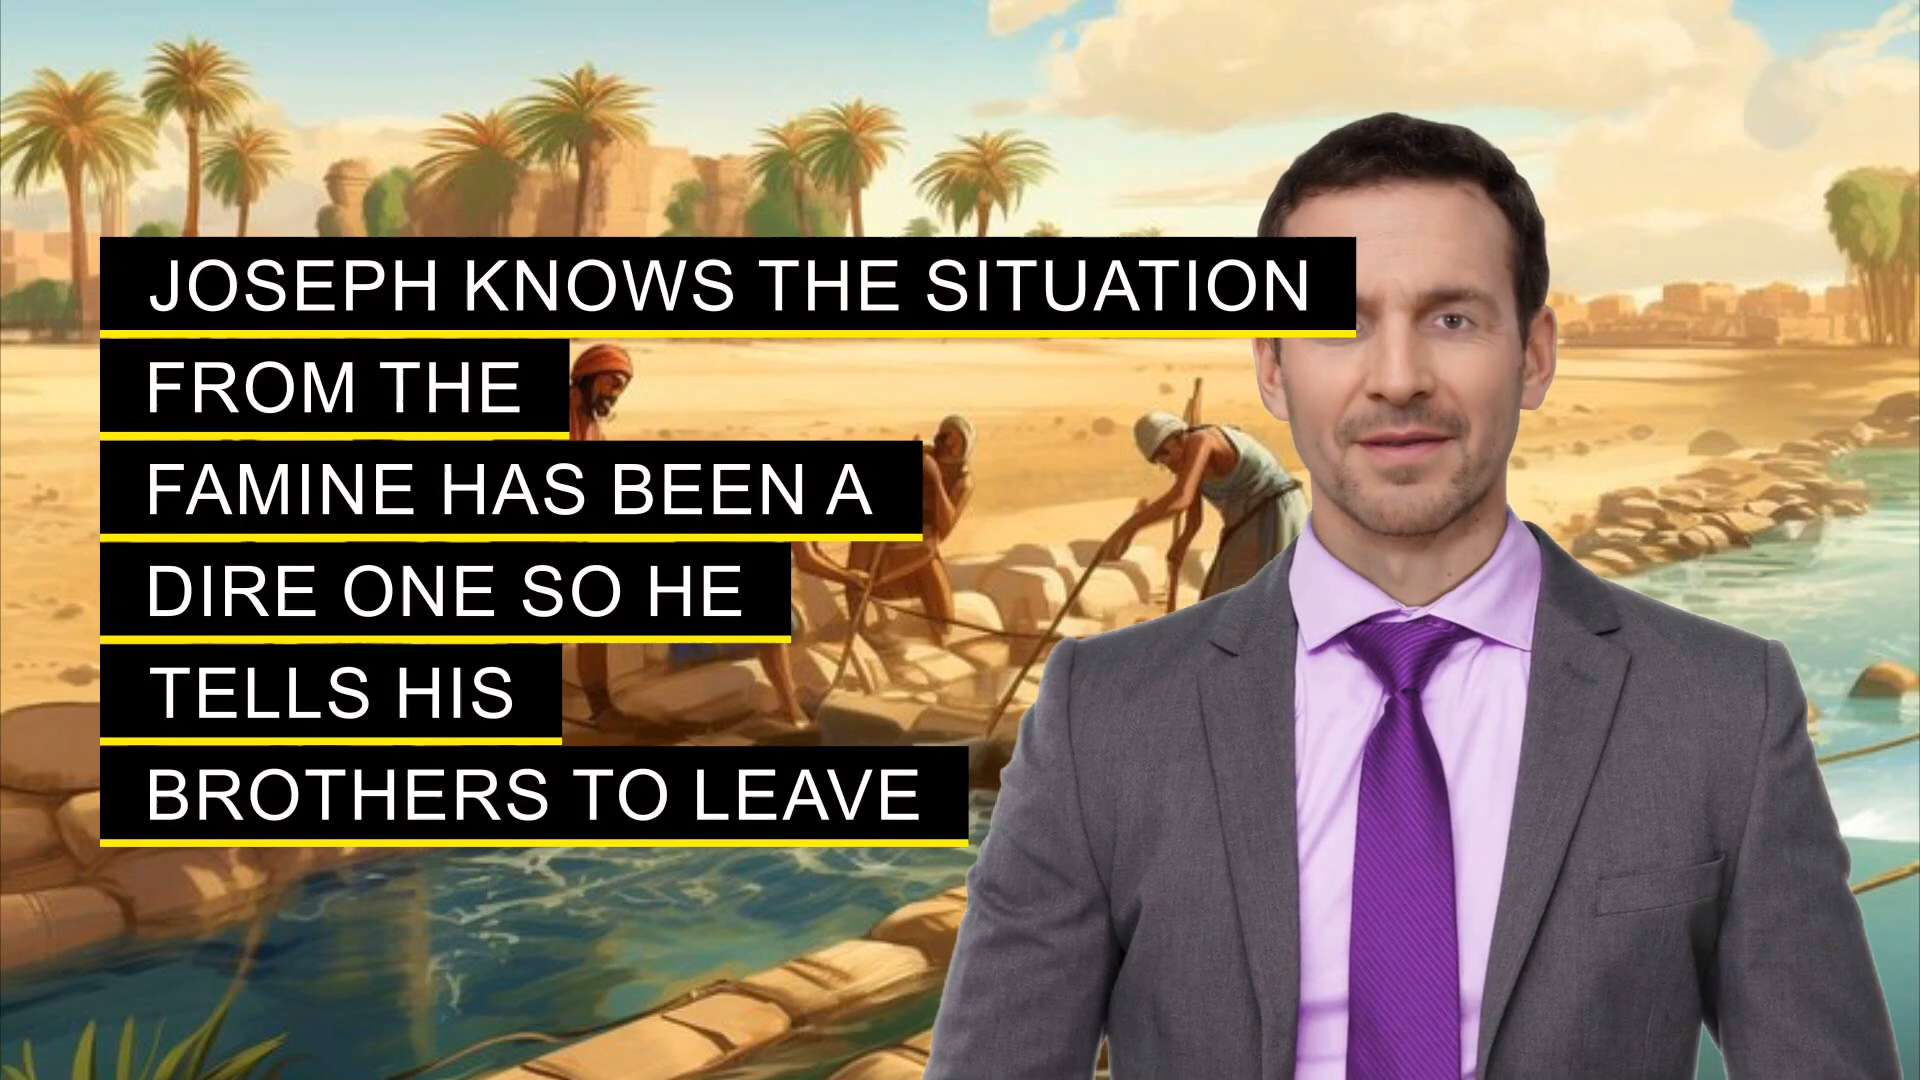 JOSEPH KNOWS THE SITUATION
FROM THE
FAMINE HAS BEEN A
DIRE ONE SO HE
TELLS HIS
BROTHERS TO LEAVE